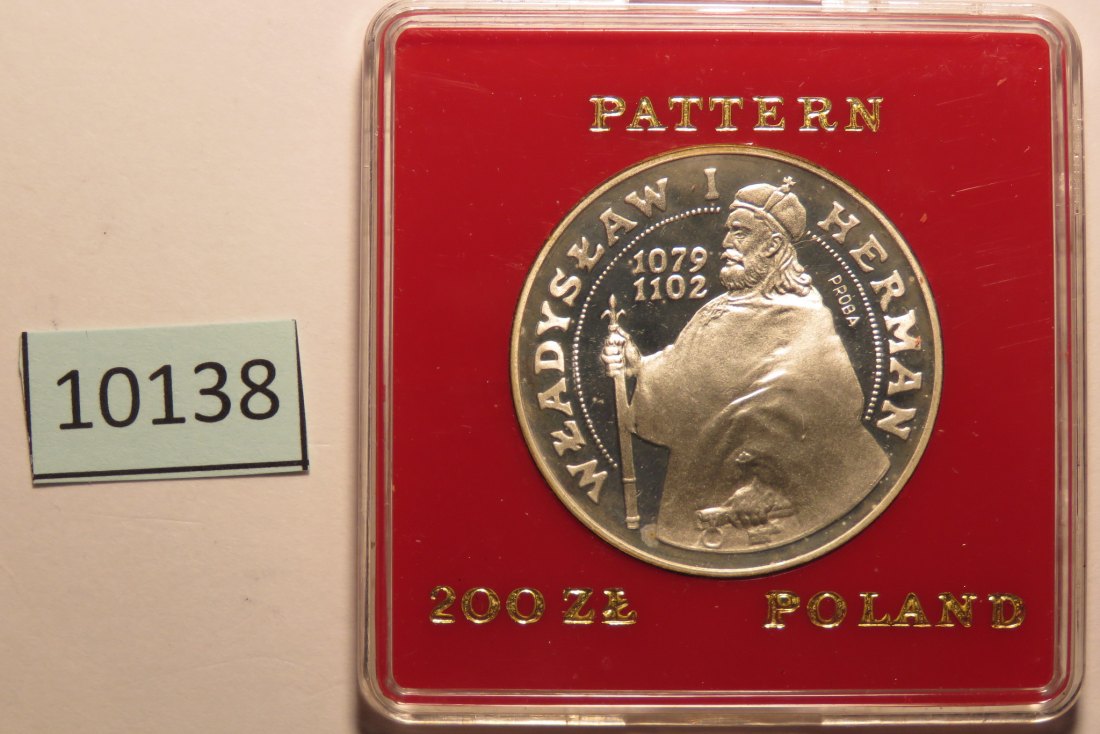 10138
PATTERN
WŁADYSŁAW I HERMAN
1079
1102
PRÓBA
200 ZŁ POLAND